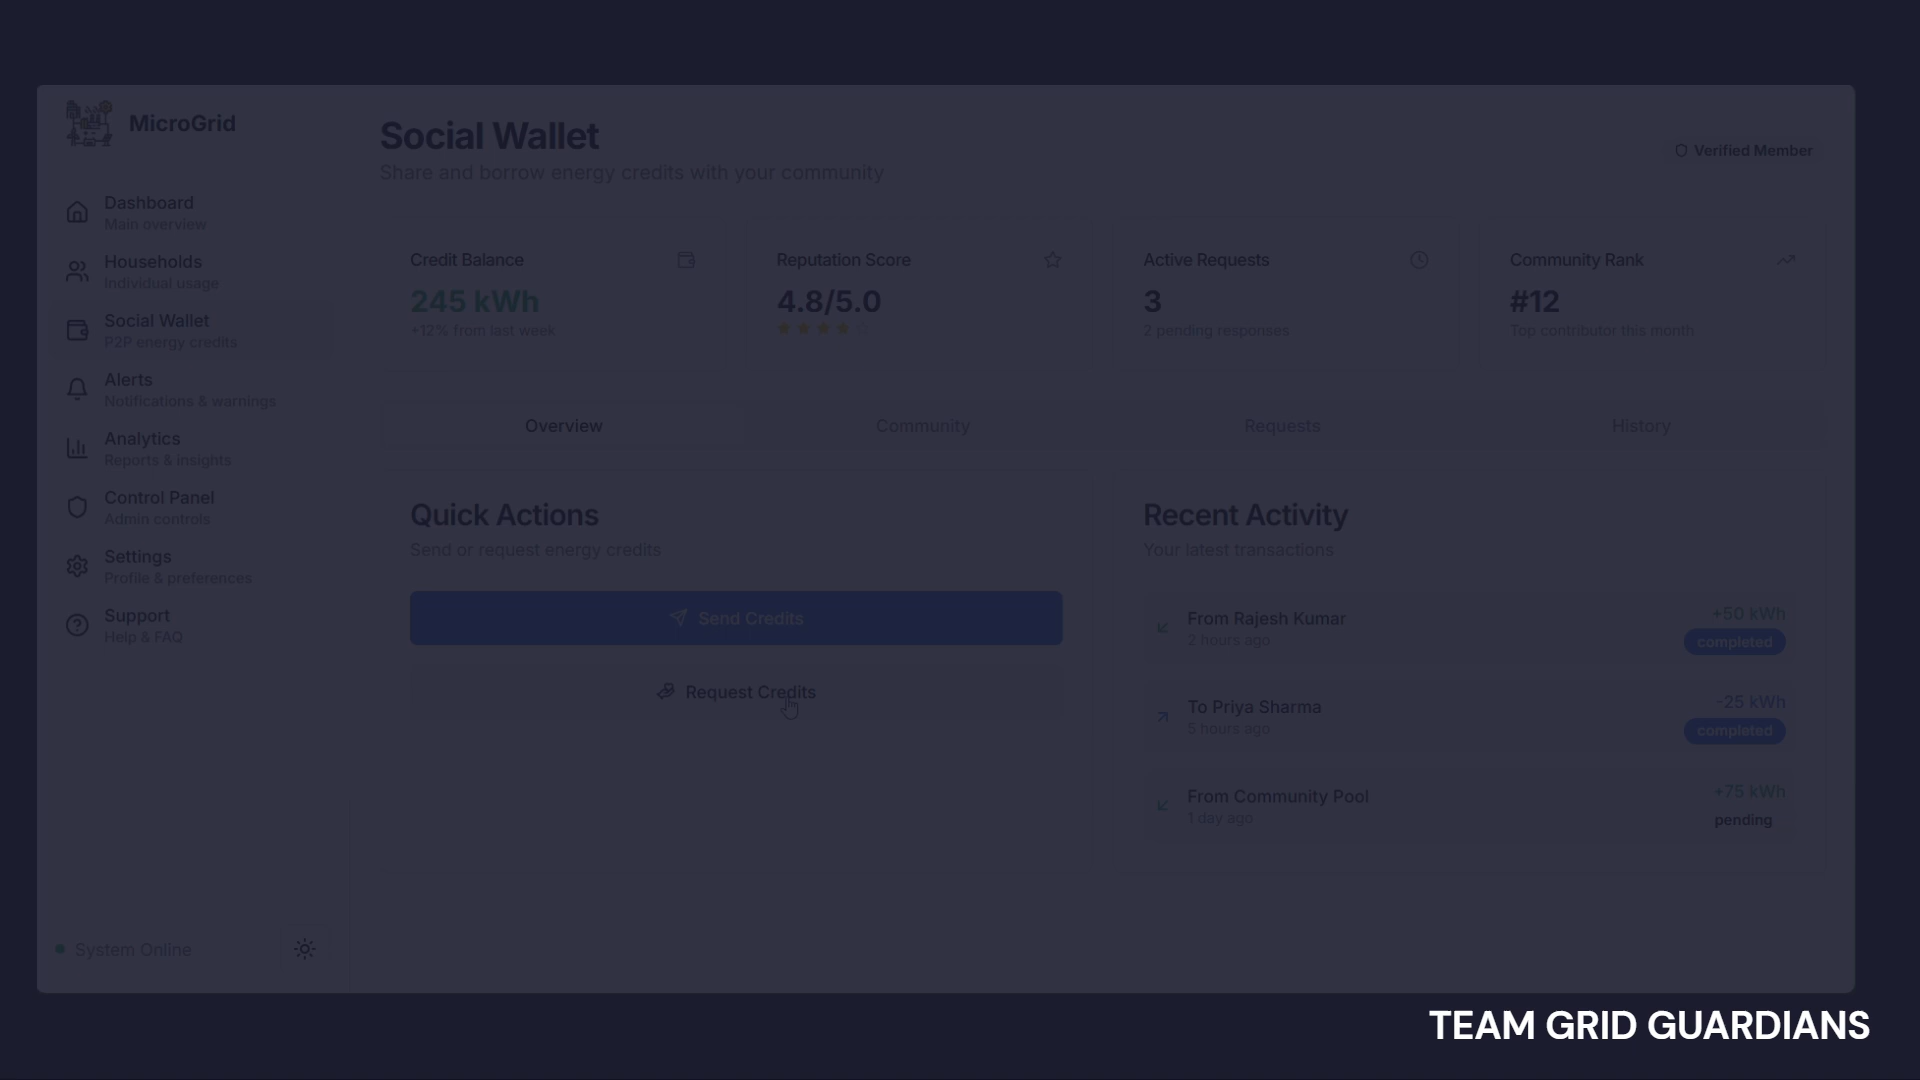 MicroGrid
Dashboard
Main overview
Households
Individual usage
Social Wallet
P2P energy credits
Alerts
Notifications & warnings
Analytics
Reports & insights
Control Panel
Admin controls
Settings
Profile & preferences
Support
Help & FAQ
System Online
Social Wallet
Share and borrow energy credits with your community
Verified Member
Credit Balance
245 kWh
+12% from last week
Reputation Score
4.8/5.0
Active Requests
3
2 pending responses
Community Rank
#12
Top contributor this month
Overview
Community
Requests
History
Quick Actions
Send or request energy credits
Send Credits
Request Credits
Recent Activity
Your latest transactions
From Rajesh Kumar
2 hours ago
+50 kWh
completed
To Priya Sharma
5 hours ago
-25 kWh
completed
From Community Pool
1 day ago
+75 kWh
pending
TEAM GRID GUARDIANS